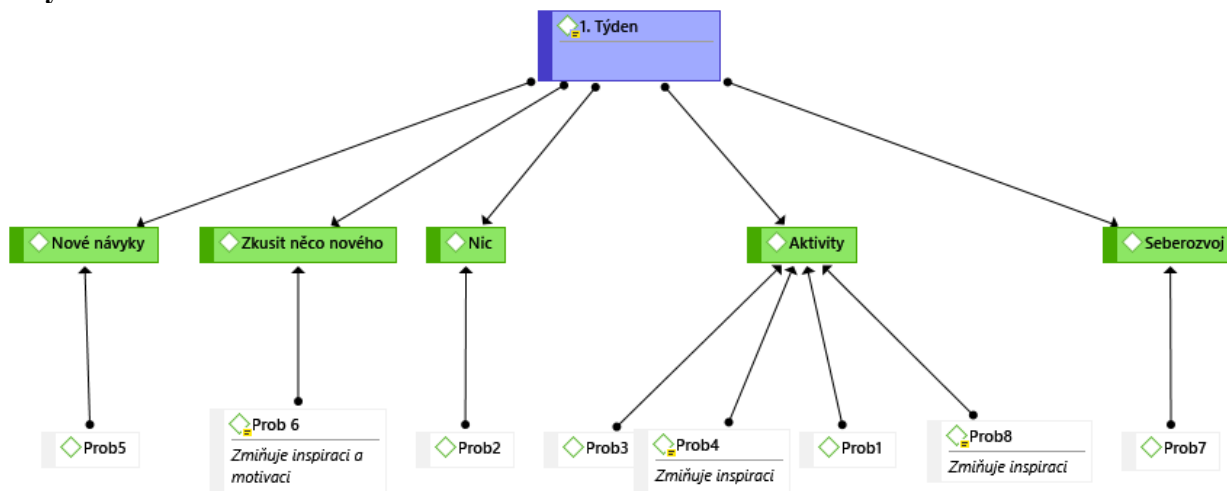 1. Týden
Nové návyky
Zkusit něco nového
Nic
Aktivity
Seberozvoj
Prob5
Prob 6
Zmiňuje inspiraci a
motivaci
Prob2
Prob3
Prob4
Zmiňuje inspiraci
Prob1
Prob8
Zmiňuje inspiraci
Prob7